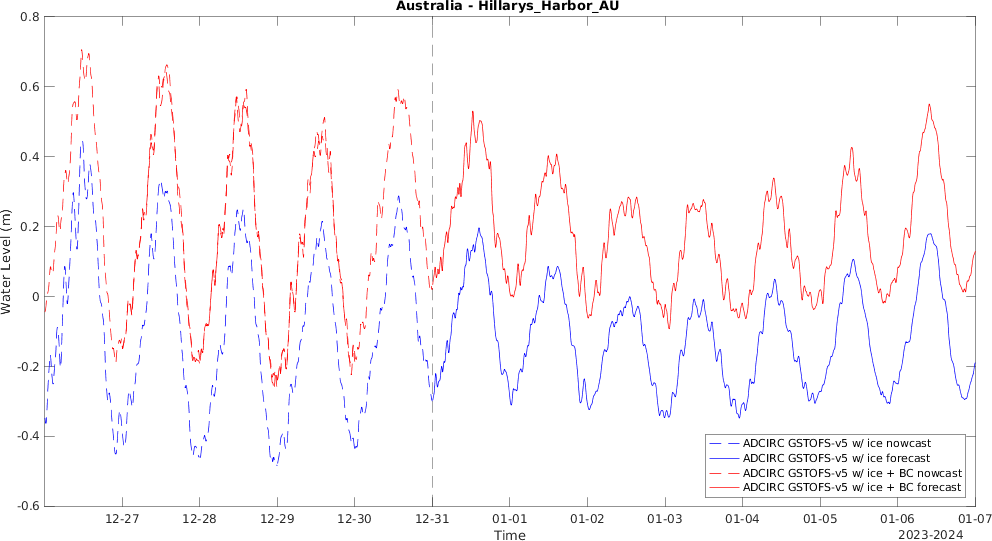 Australia - Hillarys_Harbor_AU
0.8
0.6
0.4
0.2
0
-0.2
-0.4
-0.6
Water Level (m)
ADCIRC GSTOFS-v5 w/ ice nowcast
ADCIRC GSTOFS-v5 w/ ice forecast
ADCIRC GSTOFS-v5 w/ ice + BC nowcast
ADCIRC GSTOFS-v5 w/ ice + BC forecast
12-27 12-28 12-29 12-30 12-31 01-01 01-02 01-03 01-04 01-05 01-06 01-07
Time
2023-2024